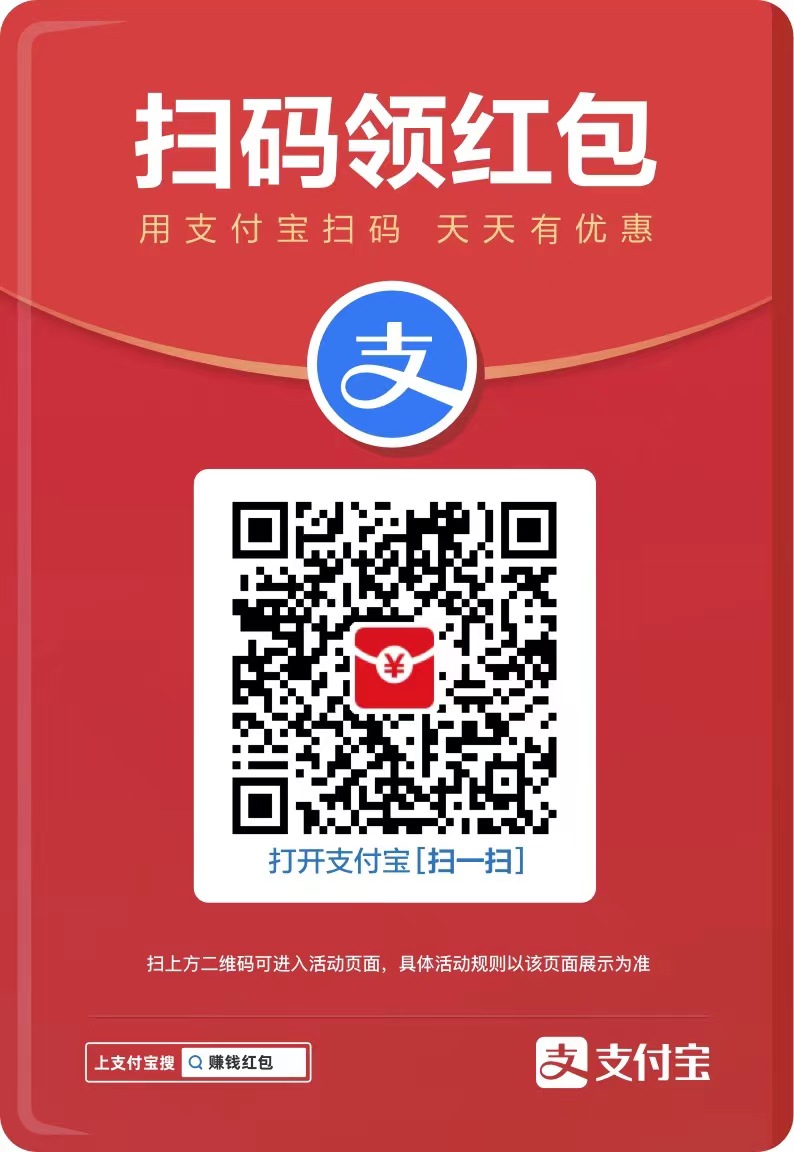 扫码领红包
用支付宝扫码 天天有优惠
支
¥
打开支付宝[扫一扫]
扫上方二维码可进入活动页面，具体活动规则以该页面展示为准
上支付宝搜 赚钱红包
支 支付宝